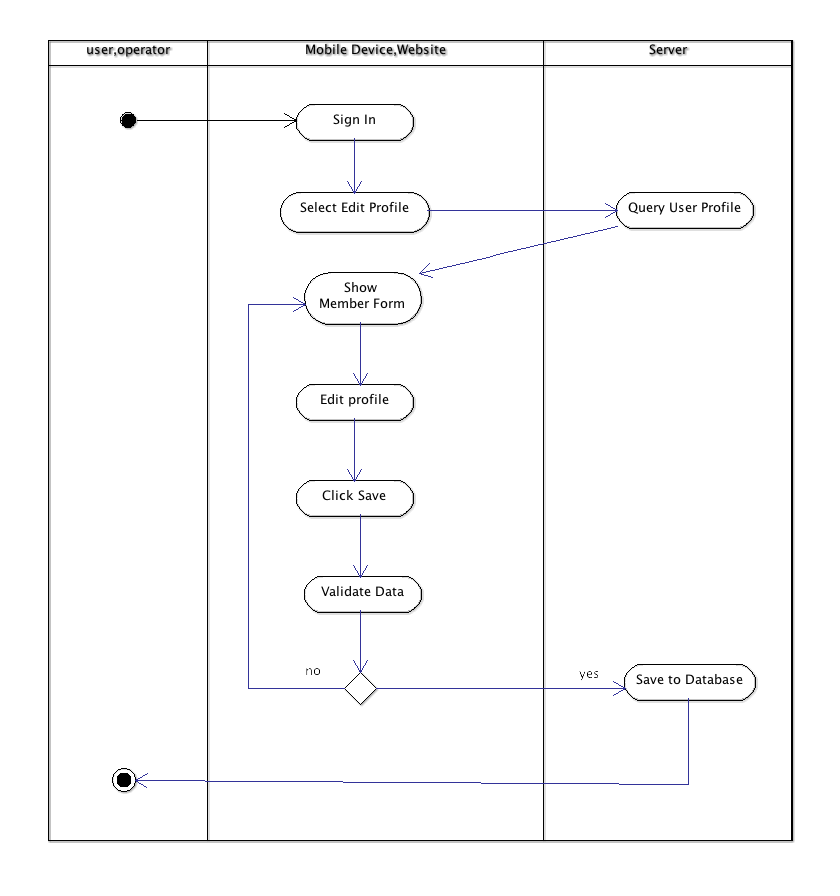 user,operator
Mobile Device,Website
Server
Sign In
Select Edit Profile
Query User Profile
Show
Member Form
Edit profile
Click Save
Validate Data
no
yes
Save to Database